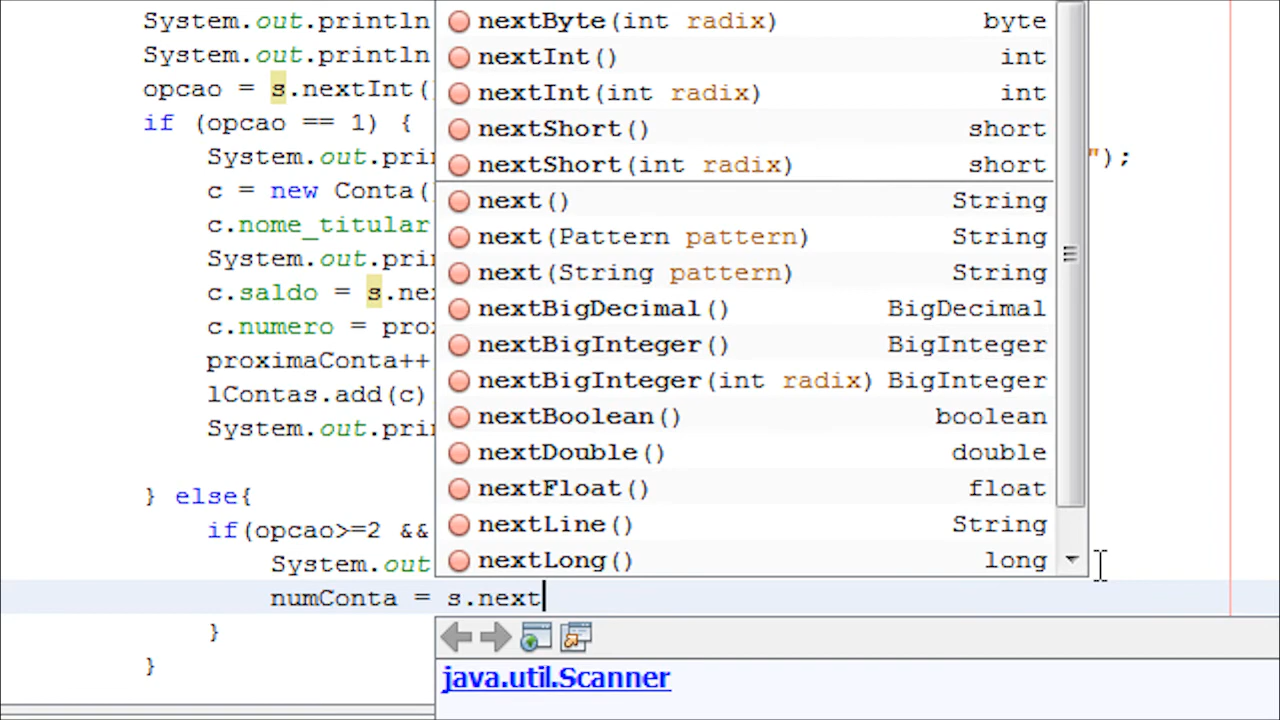 System.out.println
System.out.println
opcao = s.nextInt(
if (opcao == 1) {
System.out.prin
");
c = new Conta(
c.nome_titular
System.out.prin
c.saldo = s.nex
c.numero = prox
proximaConta++
lContas.add(c)
System.out.prin
} else{
if(opcao>=2 &&
System.out
numConta = s.next
}
}
nextByte(int radix) byte
nextInt() int
nextInt(int radix) int
nextShort() short
nextShort(int radix) short
next() String
next(Pattern pattern) String
next(String pattern) String
nextBigDecimal() BigDecimal
nextBigInteger() BigInteger
nextBigInteger(int radix) BigInteger
nextBoolean() boolean
nextDouble() double
nextFloat() float
nextLine() String
nextLong() long
java.util.Scanner